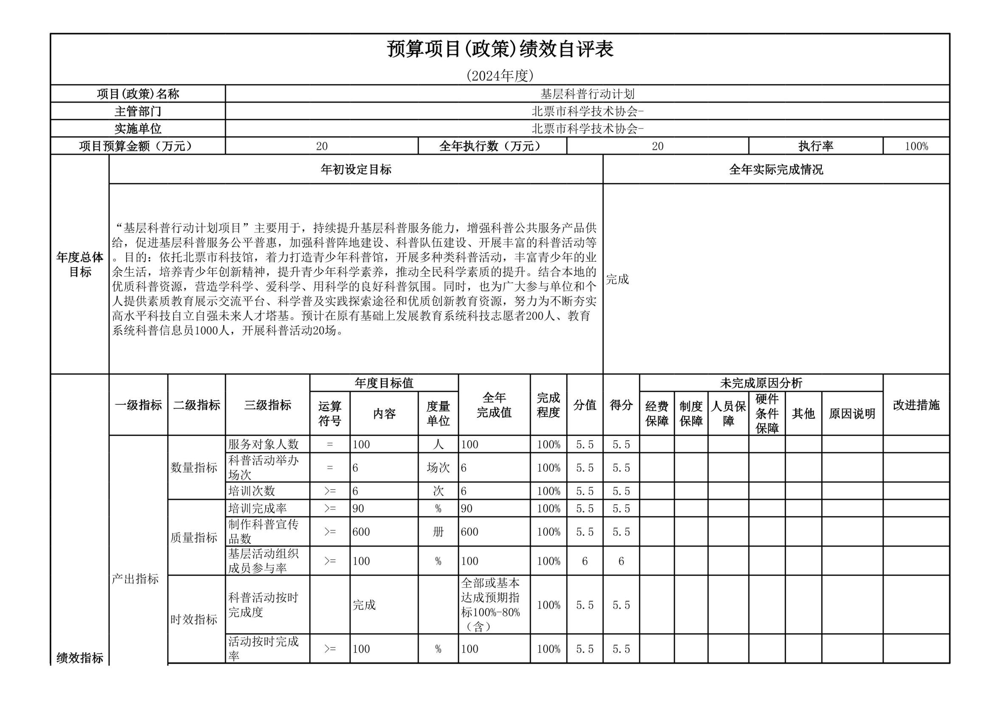 预算项目(政策)绩效自评表
(2024年度)
项目(政策)名称 基层科普行动计划
主管部门 北票市科学技术协会-
实施单位 北票市科学技术协会-
项目预算金额（万元） 20 全年执行数（万元） 20 执行率 100%
年初设定目标 全年实际完成情况
年度总体
目标
“基层科普行动计划项目”主要用于，持续提升基层科普服务能力，增强科普公共服务产品供
给，促进基层科普服务公平普惠，加强科普阵地建设、科普队伍建设、开展丰富的科普活动等
。目的：依托北票市科技馆，着力打造青少年科普馆，开展多种类科普活动，丰富青少年的业
余生活，培养青少年创新精神，提升青少年科学素养，推动全民科学素质的提升。结合本地的
优质科普资源，营造学科学、爱科学、用科学的良好科普氛围。同时，也为广大参与单位和个
人提供素质教育展示交流平台、科学普及实践探索途径和优质创新教育资源，努力为不断夯实
高水平科技自立自强未来人才塔基。预计在原有基础上发展教育系统科技志愿者200人、教育
系统科普信息员1000人，开展科普活动20场。
完成
绩效指标
一级指标
二级指标
三级指标
年度目标值
运算
符号
内容
度量
单位
全年
完成值
完成
程度
分值
得分
未完成原因分析
经费
保障
制度
保障
人员保
障
硬件
条件
保障
其他
原因说明
改进措施
产出指标
数量指标
服务对象人数 = 100 人 100 100% 5.5 5.5
科普活动举办
场次
= 6 场次 6 100% 5.5 5.5
培训次数 >= 6 次 6 100% 5.5 5.5
质量指标
培训完成率 >= 90 % 90 100% 5.5 5.5
制作科普宣传
品数
>= 600 册 600 100% 5.5 5.5
基层活动组织
成员参与率
>= 100 % 100 100% 6 6
时效指标
科普活动按时
完成度
完成
全部或基本
达成预期指
标100%-80%
（含）
100% 5.5 5.5
活动按时完成
率
>= 100 % 100 100% 5.5 5.5